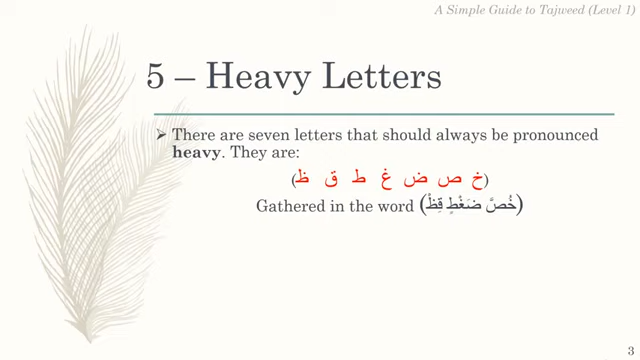 A Simple Guide to Tajweed (Level 1)
5 – Heavy Letters
➢ There are seven letters that should always be pronounced
heavy. They are:
(خ ص ض غ ط ق ظ)
Gathered in the word (خُصَّ ضَغْطٍ قِظْ)
3